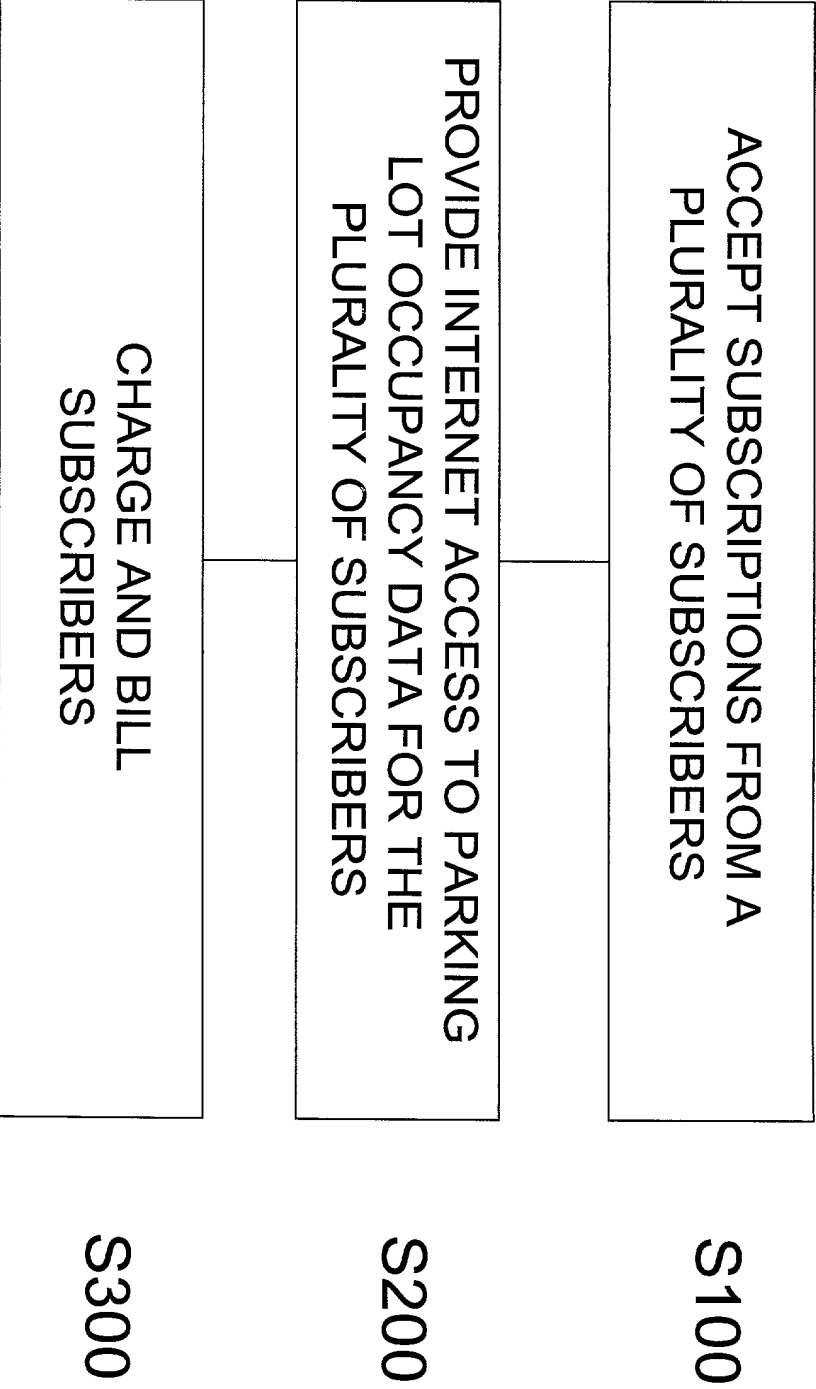 ACCEPT SUBSCRIPTIONS FROM A
PLURALITY OF SUBSCRIBERS
S100
PROVIDE INTERNET ACCESS TO PARKING
LOT OCCUPANCY DATA FOR THE
PLURALITY OF SUBSCRIBERS
S200
CHARGE AND BILL
SUBSCRIBERS
S300